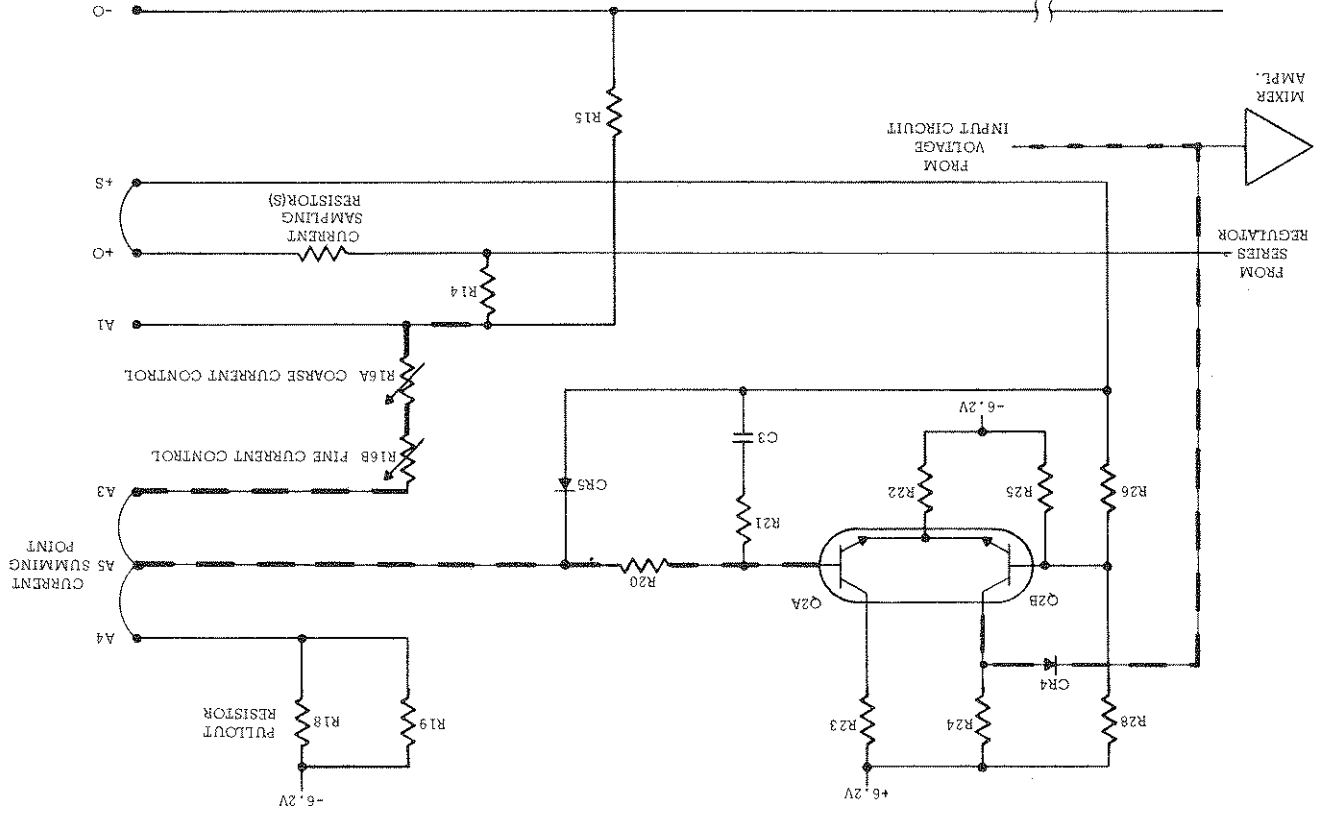 +6.2V
-6.2V
R28
R24
R23
R19
R18
PULLOUT
RESISTOR
CR4
A4
Q2B
Q2A
R20
A5
CURRENT
SUMMING
POINT
R26
R25
R22
R21
CR5
A3
C3
R16B FINE CURRENT CONTROL
-6.2V
R16A COARSE CURRENT CONTROL
A1
R14
FROM
SERIES
REGULATOR
+O
CURRENT
SAMPLING
RESISTOR(S)
+S
FROM
VOLTAGE
INPUT CIRCUIT
R15
MIXER
AMPL.
-O